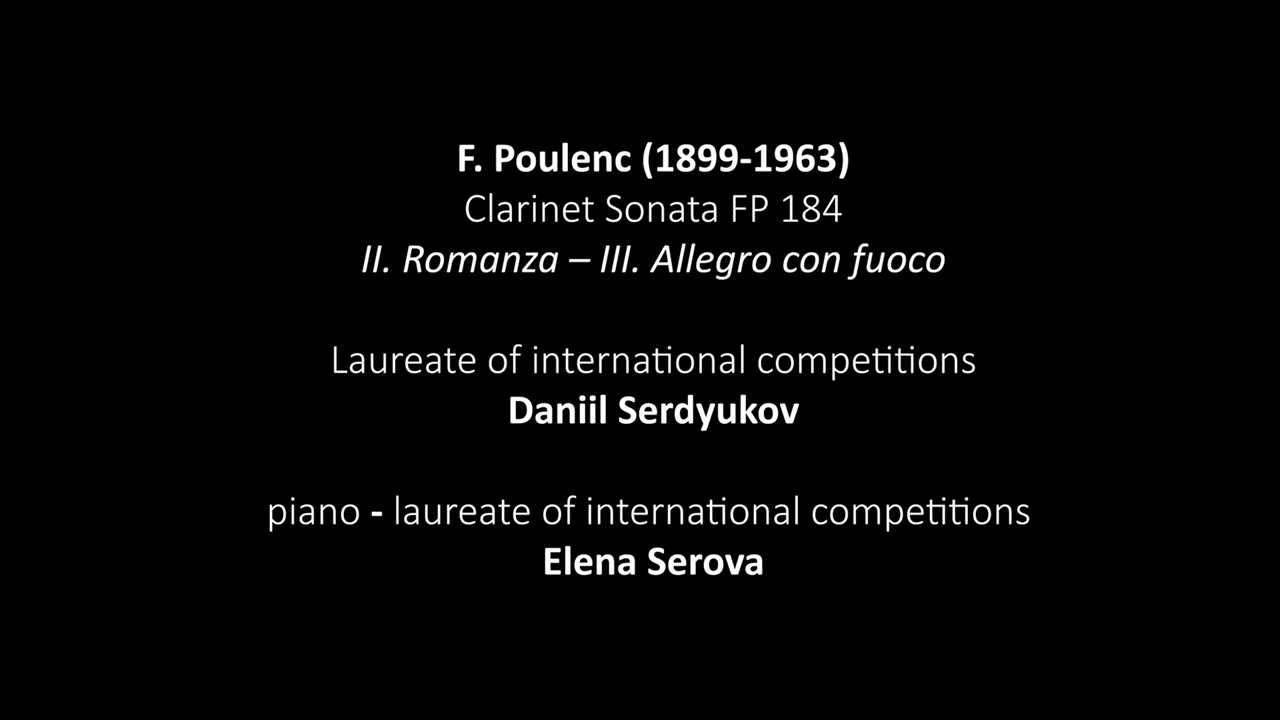 F. Poulenc (1899-1963)
Clarinet Sonata FP 184
II. Romanza – III. Allegro con fuoco
Laureate of international competitions
Daniil Serdyukov
piano - laureate of international competitions
Elena Serova